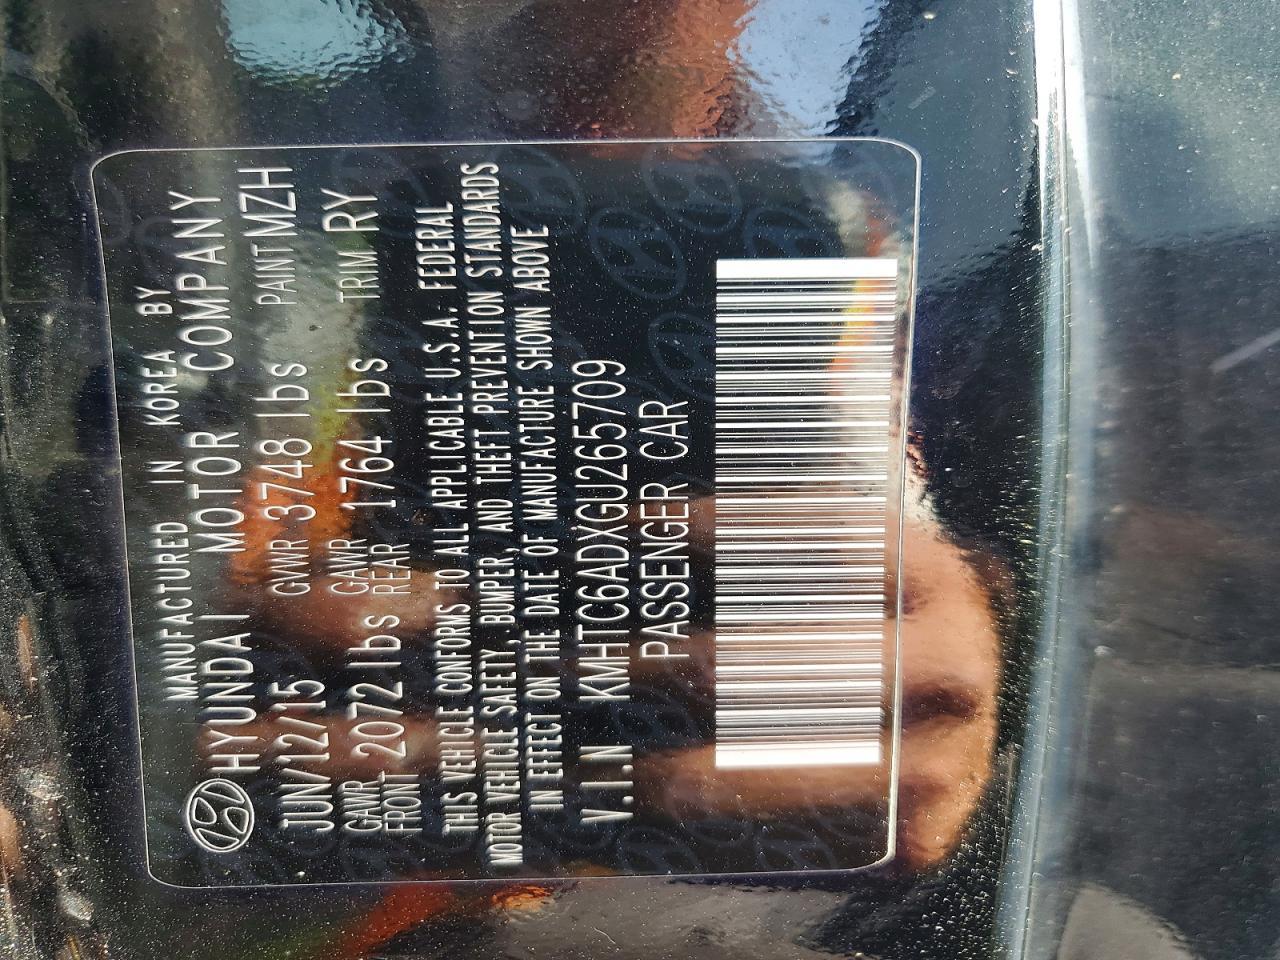 MANUFACTURED IN KOREA BY
HYUNDAI MOTOR COMPANY
JUN/12/15 GVWR 3748 lbs PAINT MZH
GAWR FRONT 2072 lbs GAWR REAR 1764 lbs TRIM RY
THIS VEHICLE CONFORMS TO ALL APPLICABLE U.S.A. FEDERAL
MOTOR VEHICLE SAFETY, BUMPER, AND THEFT PREVENTION STANDARDS
IN EFFECT ON THE DATE OF MANUFACTURE SHOWN ABOVE
V.I.N KMHTC6ADXGU265709
PASSENGER CAR